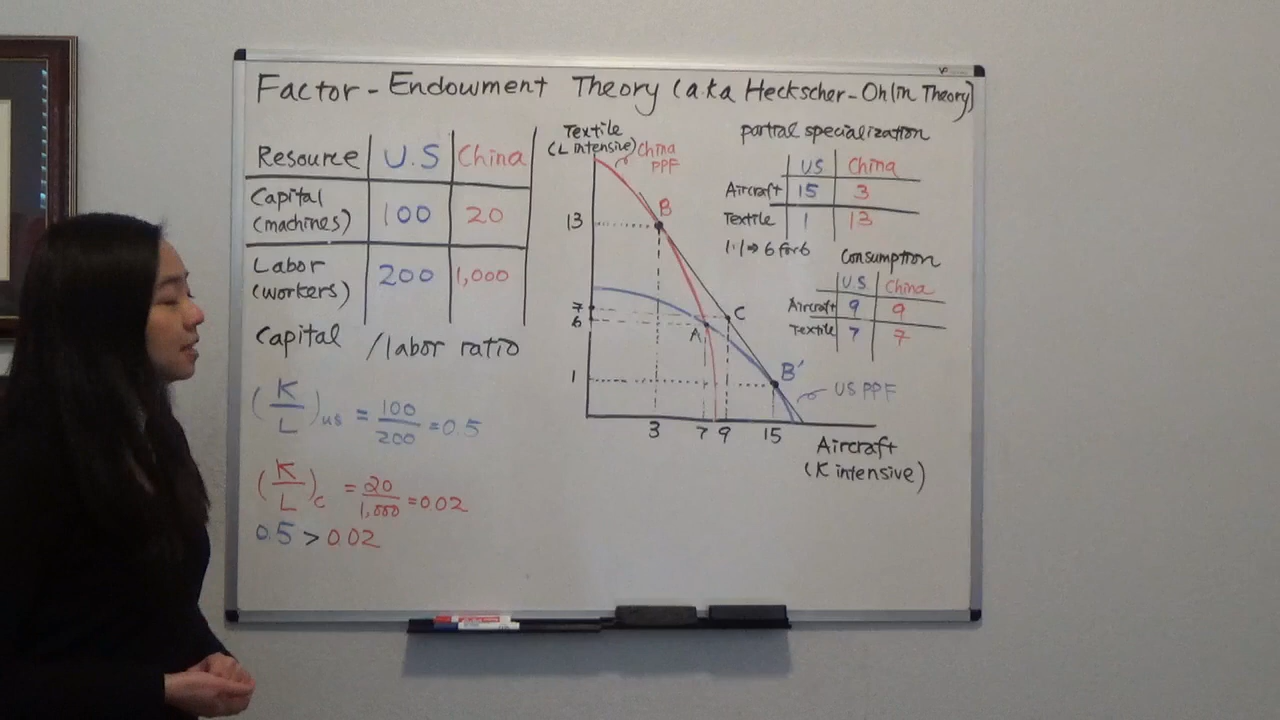 Factor - Endowment Theory (a.k.a Heckscher-Ohlin Theory)
Resource U.S China
Capital (machines) 100 20
Labor (workers) 200 1,000
Capital /labor ratio
(K/L)us = 100/200 = 0.5
(K/L)c = 20/1,000 = 0.02
0.5 > 0.02
Textile
(L intensive)
China
PPF
B
13
7
6
1
C
A
B'
US PPF
3 7 9 15
Aircraft
(K intensive)
partial specialization
US China
Aircraft 15 3
Textile 1 13
1:1 ⇒ 6 for 6
Consumption
U.S. China
Aircraft 9 9
Textile 7 7